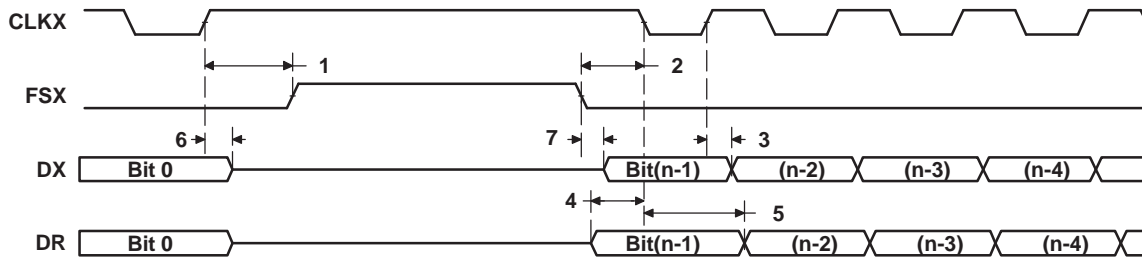 CLKX
1 2
FSX
6 7 3
DX Bit 0 Bit(n-1) (n-2) (n-3) (n-4)
4 5
DR Bit 0 Bit(n-1) (n-2) (n-3) (n-4)